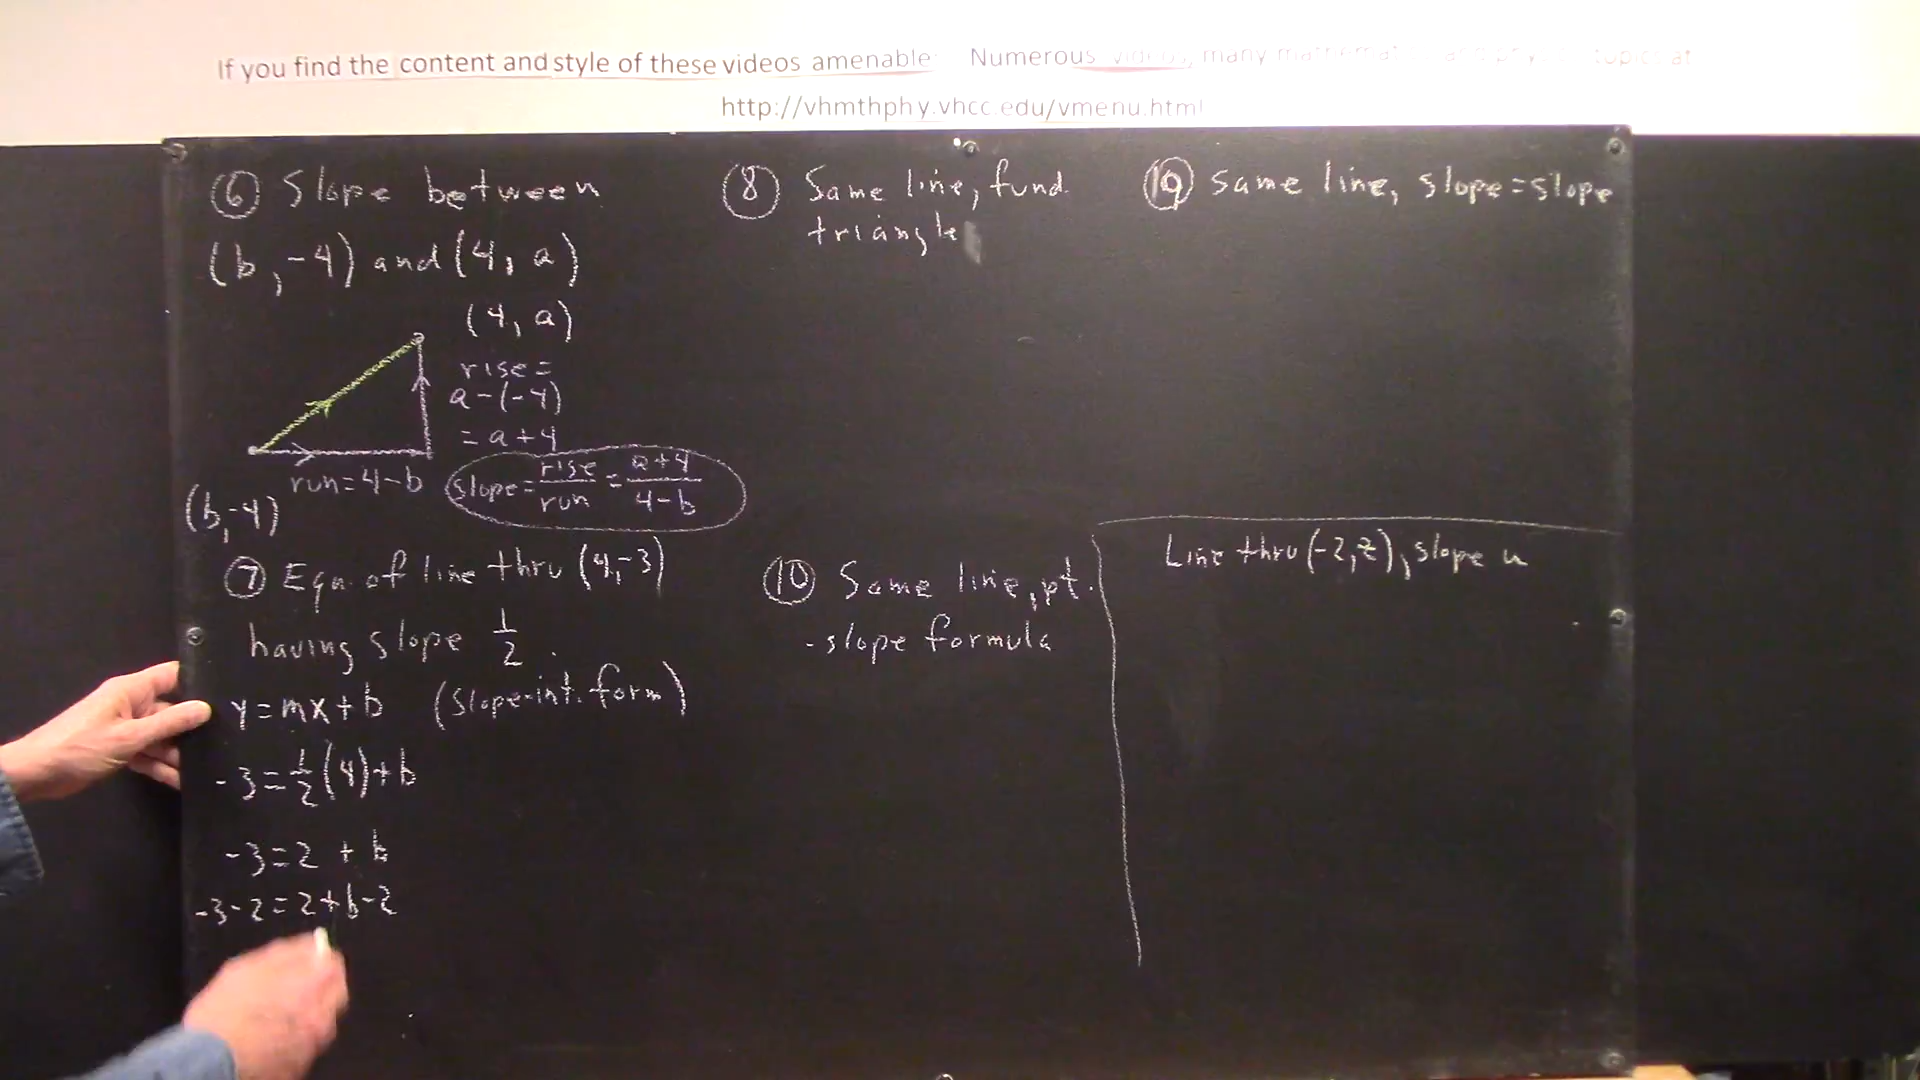 If you find the content and style of these videos amenable: Numerous videos, many topics at
http://vhmthphy.vhcc.edu/vmenu.html
⑥ Slope between
(b,-4) and (4, a)
(4, a)
rise=
a-(-4)
= a+4
run=4-b
slope=rise/run=a+4/4-b
(b,-4)
⑦ Eqn. of line thru (4,-3)
having slope 1/2.
y=mx+b (slope-int. form)
-3=1/2(4)+b
-3=2 + b
-3-2=2+b-2
⑧ Same line, fund.
triangle
⑩ Same line, pt.
-slope formula
same line, slope=slope
Line thru (-2,z), slope u